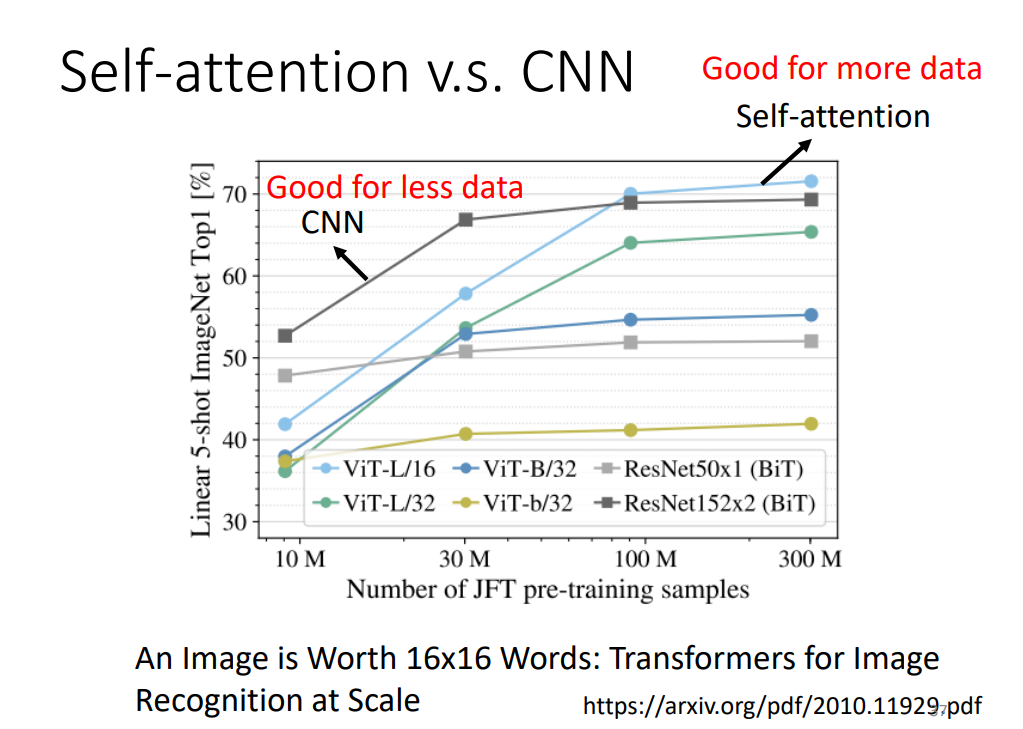 Self-attention v.s. CNN
Good for more data
Self-attention
Good for less data
CNN
Linear 5-shot ImageNet Top1 [%]
70
60
50
40
30
ViT-L/16 ViT-B/32 ResNet50x1 (BiT)
ViT-L/32 ViT-b/32 ResNet152x2 (BiT)
10 M 30 M 100 M 300 M
Number of JFT pre-training samples
An Image is Worth 16x16 Words: Transformers for Image
Recognition at Scale
https://arxiv.org/pdf/2010.11929.pdf
37